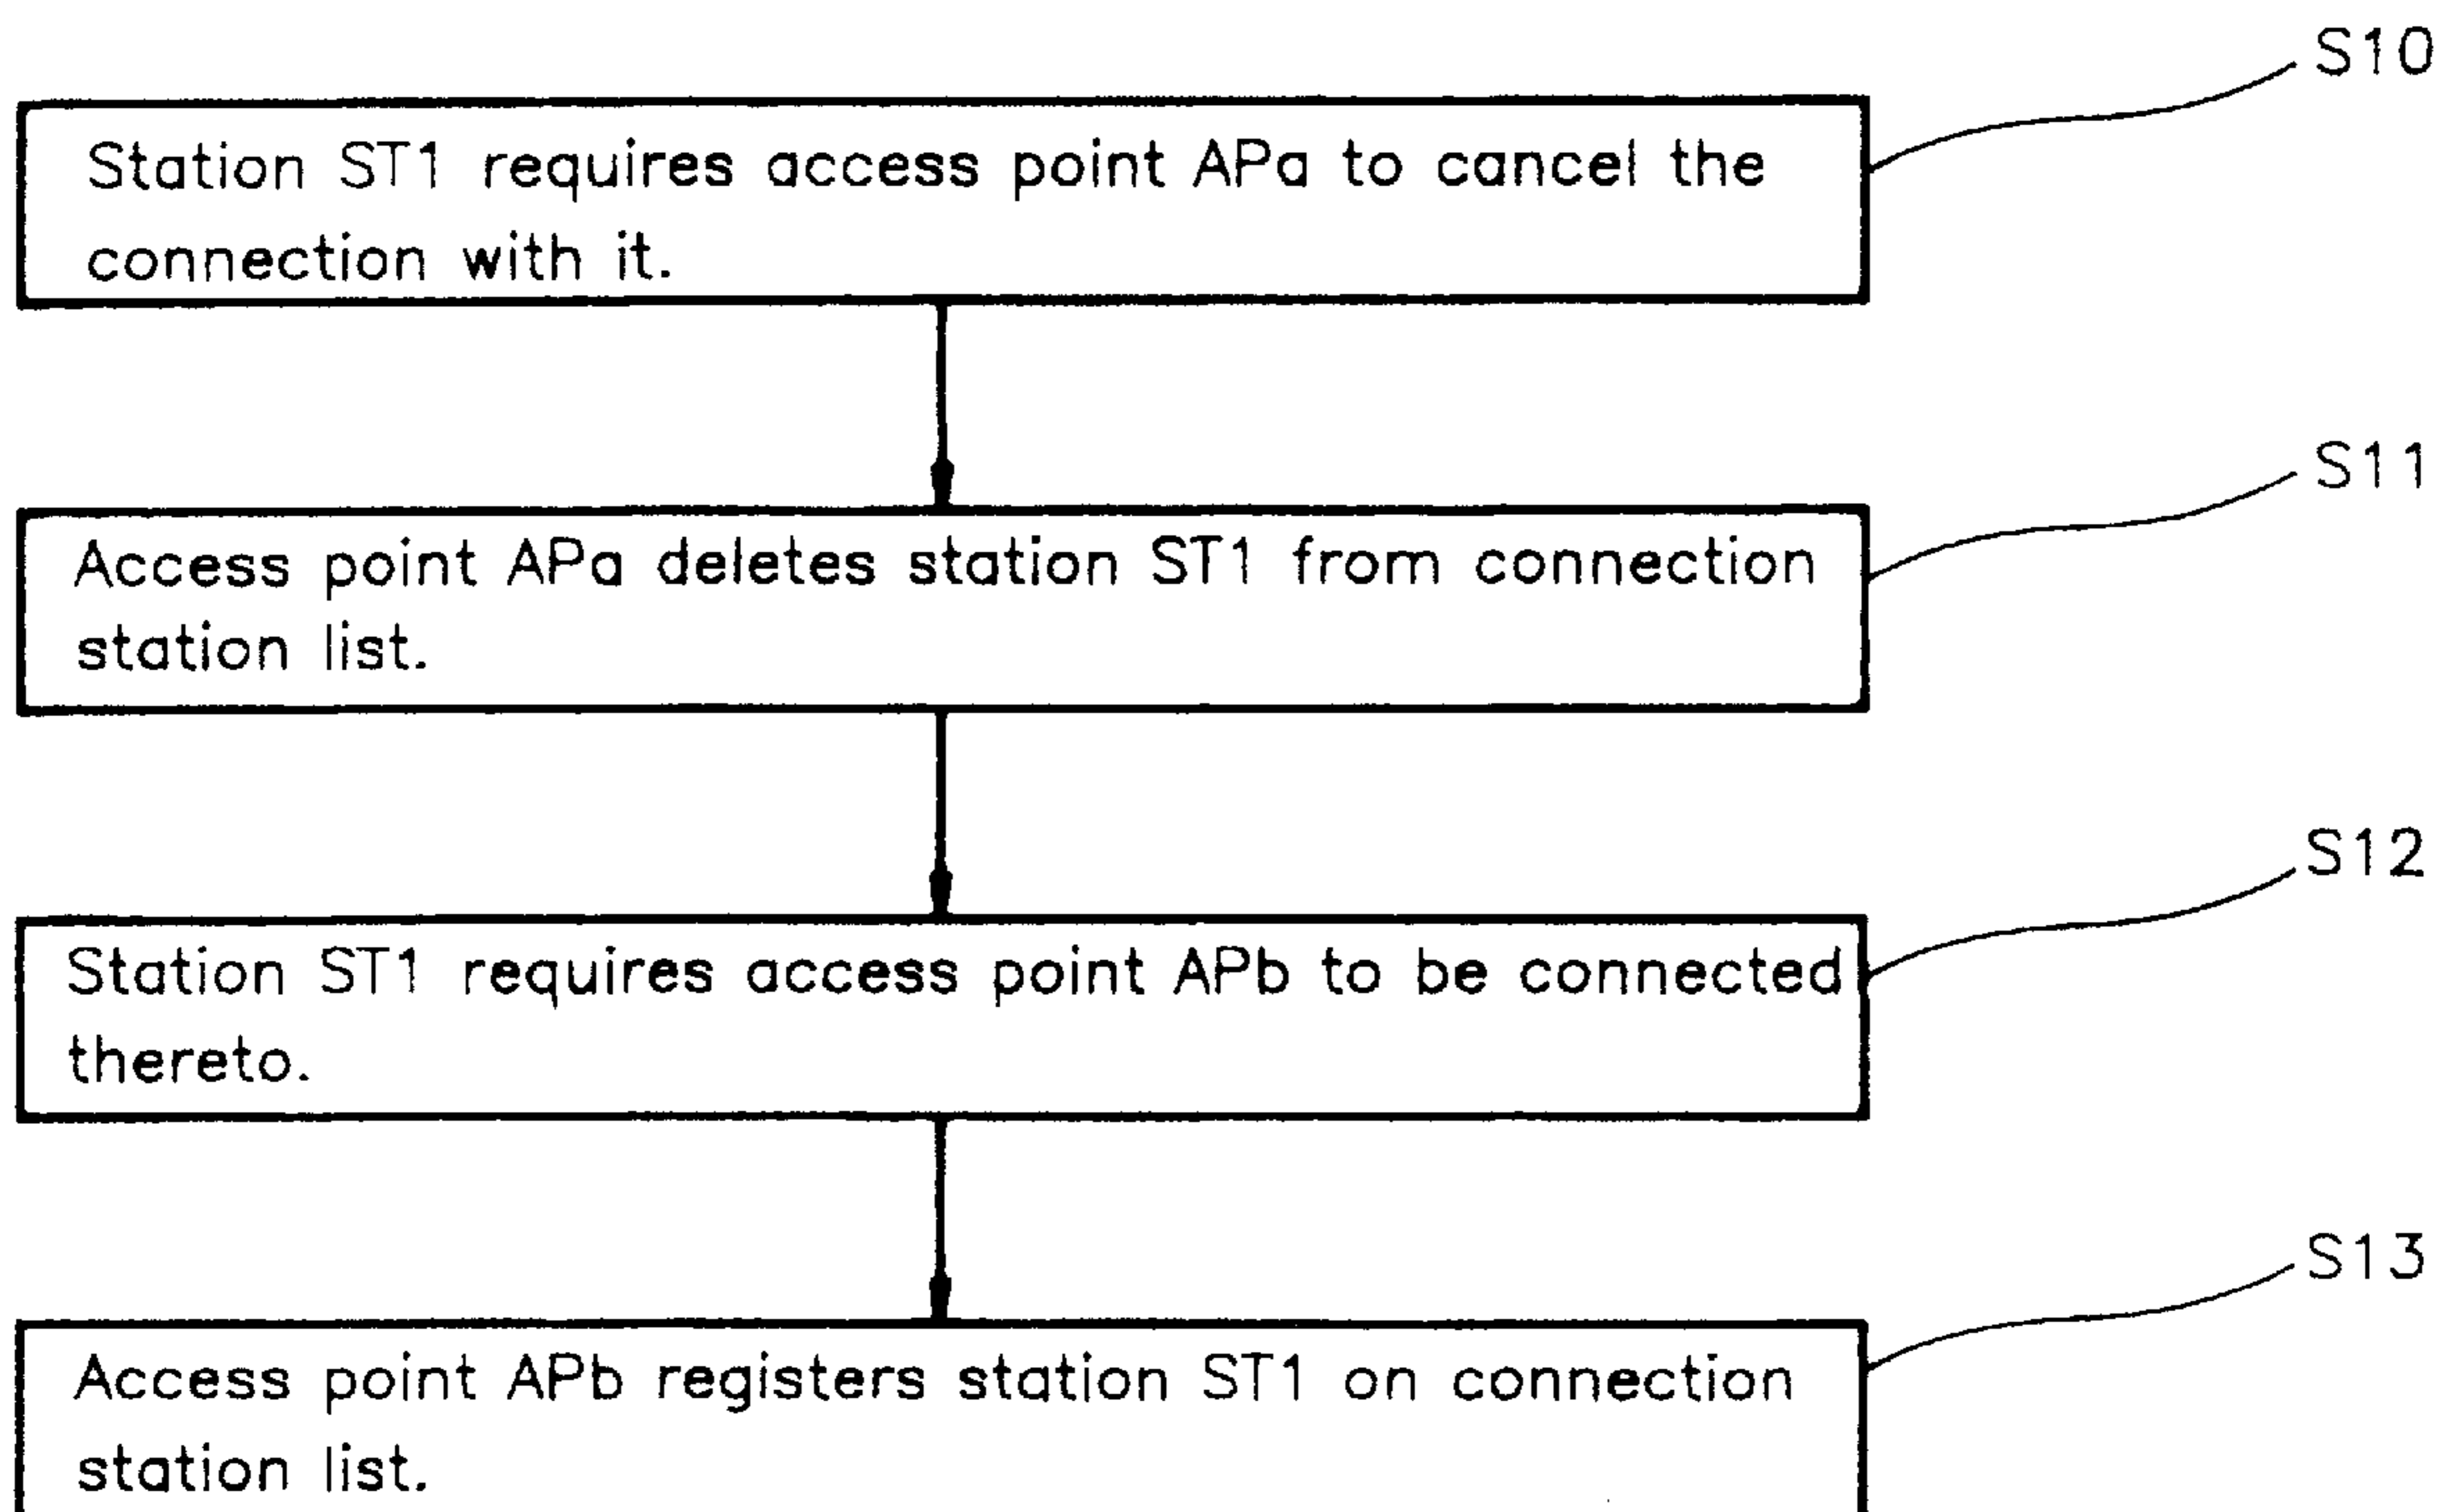 S10
Station ST1 requires access point APa to cancel the
connection with it.
S11
Access point APa deletes station ST1 from connection
station list.
S12
Station ST1 requires access point APb to be connected
thereto.
S13
Access point APb registers station ST1 on connection
station list.